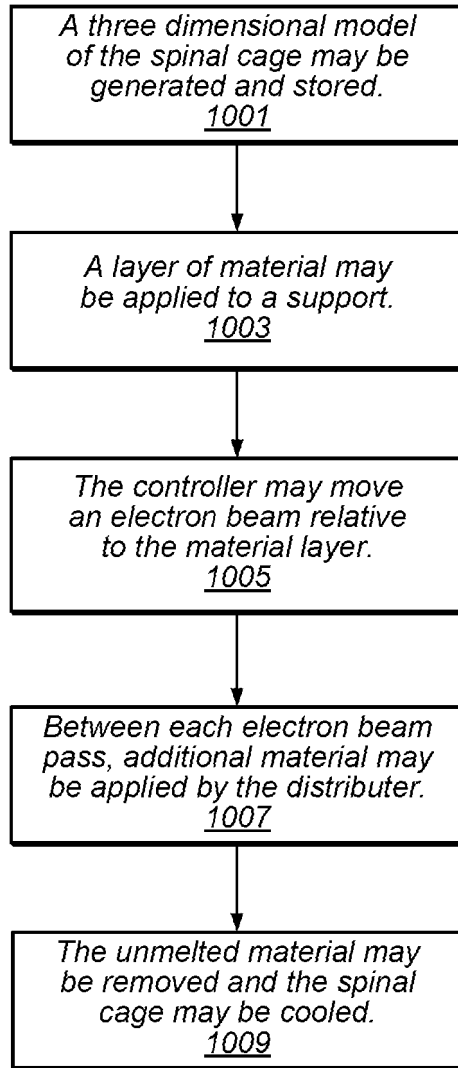 A three dimensional model
of the spinal cage may be
generated and stored.
1001
A layer of material may
be applied to a support.
1003
The controller may move
an electron beam relative
to the material layer.
1005
Between each electron beam
pass, additional material may
be applied by the distributer.
1007
The unmelted material may
be removed and the spinal
cage may be cooled.
1009